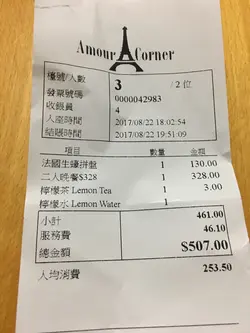 Amour Corner
檯號/人數 3 /2 位
發票號碼 0000042983
收銀員 4
入座時間 2017/08/22 18:02:54
結賬時間 2017/08/22 19:51:09
項目 數量 金額
法國生蠔拼盤 1 130.00
二人晚餐$328 1 328.00
檸檬茶 Lemon Tea 1 3.00
檸檬水 Lemon Water 1
小計 461.00
服務費 46.10
總金額 $507.00
人均消費 253.50